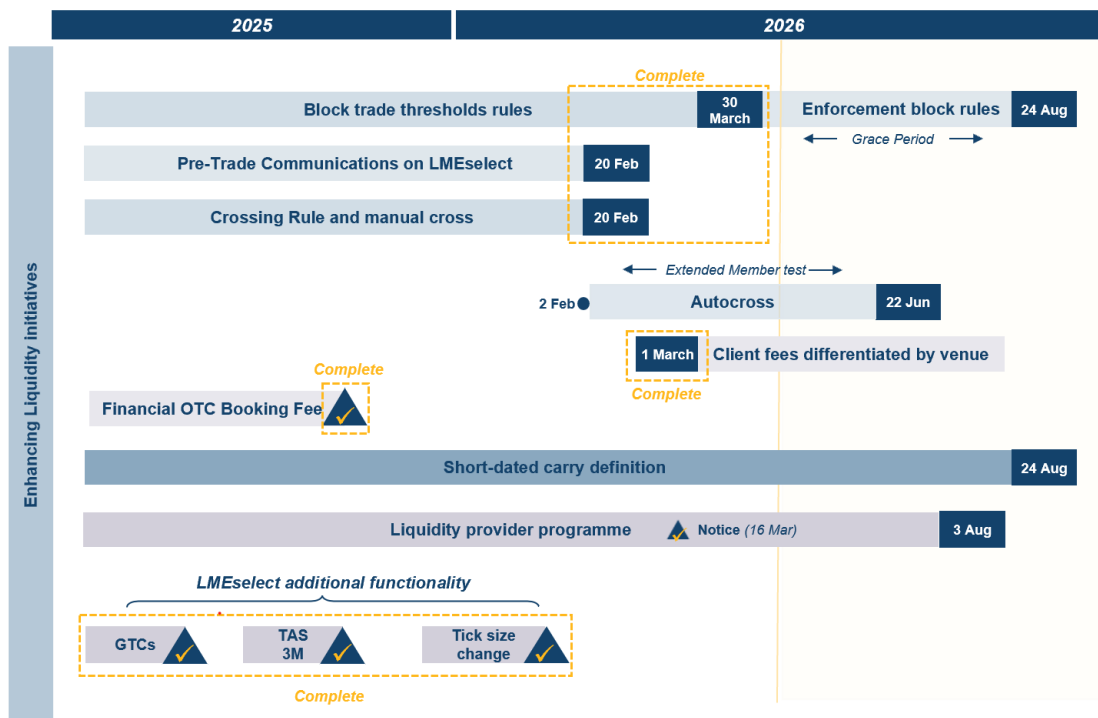 2025
2026
Enhancing Liquidity initiatives
Complete
Block trade thresholds rules
30
March
Enforcement block rules
24 Aug
Grace Period
Pre-Trade Communications on LMEselect
20 Feb
Crossing Rule and manual cross
20 Feb
Extended Member test
2 Feb
Autocross
22 Jun
1 March
Client fees differentiated by venue
Complete
Complete
Financial OTC Booking Fee
Short-dated carry definition
24 Aug
Liquidity provider programme
Notice (16 Mar)
3 Aug
LMEselect additional functionality
GTCs
TAS
3M
Tick size
change
Complete